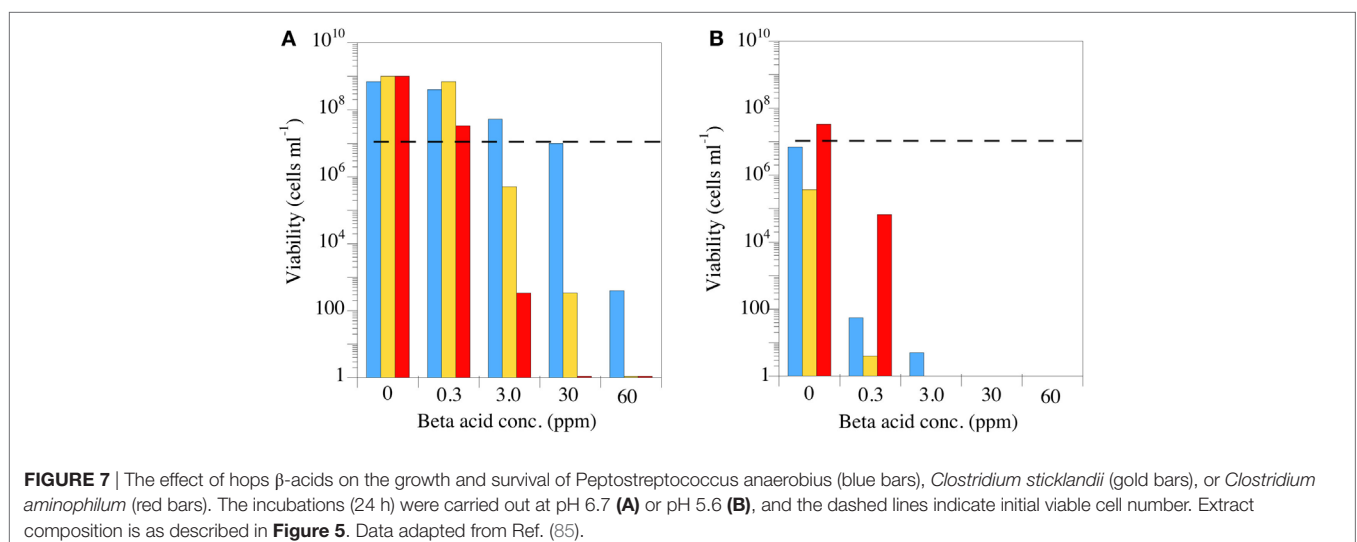 A
10^10
10^8
10^6
10^4
100
1
Viability (cells ml^-1)
0 0.3 3.0 30 60
Beta acid conc. (ppm)
B
10^10
10^8
10^6
10^4
100
1
Viability (cells ml^-1)
0 0.3 3.0 30 60
Beta acid conc. (ppm)
FIGURE 7 | The effect of hops β-acids on the growth and survival of Peptostreptococcus anaerobius (blue bars), Clostridium sticklandii (gold bars), or Clostridium
aminophilum (red bars). The incubations (24 h) were carried out at pH 6.7 (A) or pH 5.6 (B), and the dashed lines indicate initial viable cell number. Extract
composition is as described in Figure 5. Data adapted from Ref. (85).